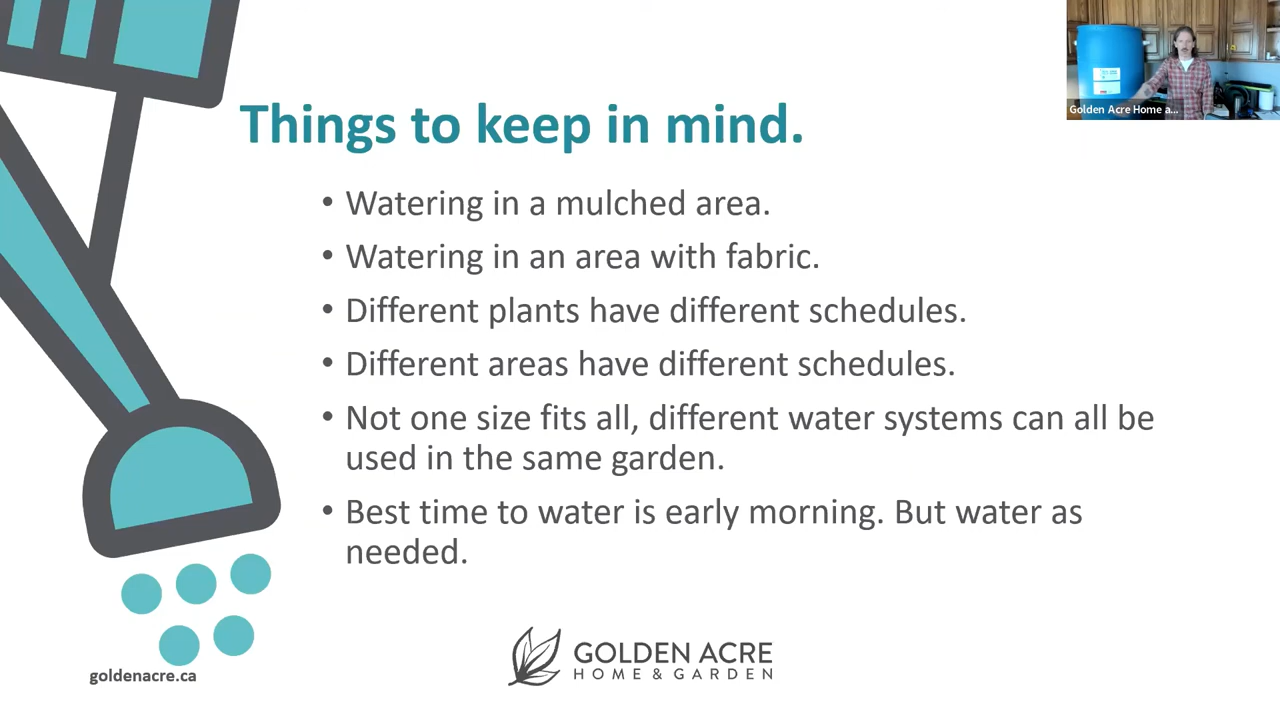 Golden Acre Home a...
Things to keep in mind.
• Watering in a mulched area.
• Watering in an area with fabric.
• Different plants have different schedules.
• Different areas have different schedules.
• Not one size fits all, different water systems can all be
used in the same garden.
• Best time to water is early morning. But water as
needed.
GOLDEN ACRE
HOME & GARDEN
goldenacre.ca